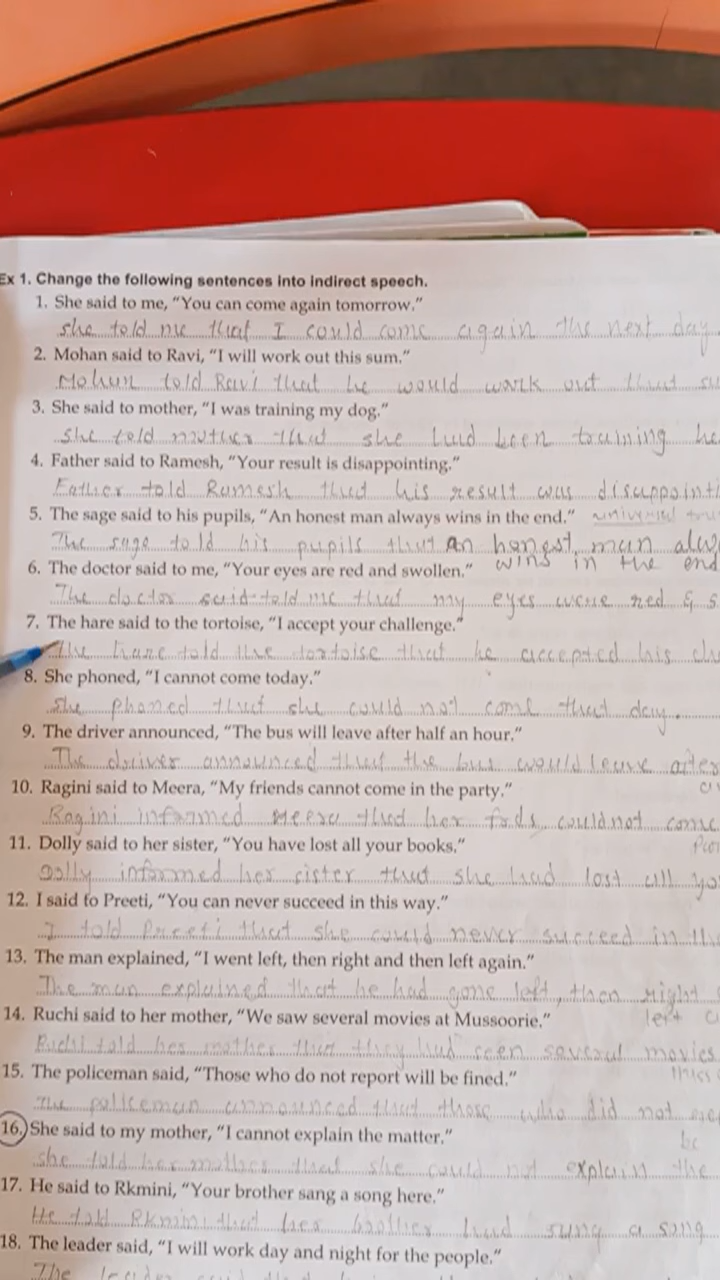 Ex 1. Change the following sentences into indirect speech.
1. She said to me, "You can come again tomorrow."
she told me that I could come again the next day
2. Mohan said to Ravi, "I will work out this sum."
Mohun told Ravi that he would work out that su
3. She said to mother, "I was training my dog."
She told mother that she had been training he
4. Father said to Ramesh, "Your result is disappointing."
Father told Ramesh that his result was disappointi
5. The sage said to his pupils, "An honest man always wins in the end." universal tru
The sage told his pupils that an honest, man alw
wins in the end
6. The doctor said to me, "Your eyes are red and swollen."
The doctor said told me that my eyes were red & s
7. The hare said to the tortoise, "I accept your challenge."
The hare told the tortoise that he accepted his ch
8. She phoned, "I cannot come today."
She phoned that she could not come that day.
9. The driver announced, "The bus will leave after half an hour."
The driver announced that the bus would leave after
10. Ragini said to Meera, "My friends cannot come in the party."
Ragini informed Meera that her frds, could not come
11. Dolly said to her sister, "You have lost all your books."
Dolly informed her sister that she had lost all yo
12. I said to Preeti, "You can never succeed in this way."
I told Preeti that she could never succeed in th
13. The man explained, "I went left, then right and then left again."
The man explained that he had gone left, then right
left
14. Ruchi said to her mother, "We saw several movies at Mussoorie."
Ruchi told her mother that they had seen several movies
15. The policeman said, "Those who do not report will be fined."
The policeman announced that those who did not rep
be
16. She said to my mother, "I cannot explain the matter."
she told her mother that she could not explain the
17. He said to Rkmini, "Your brother sang a song here."
He told Rkmini that her brother had sung a song
18. The leader said, "I will work day and night for the people."
The leader said that